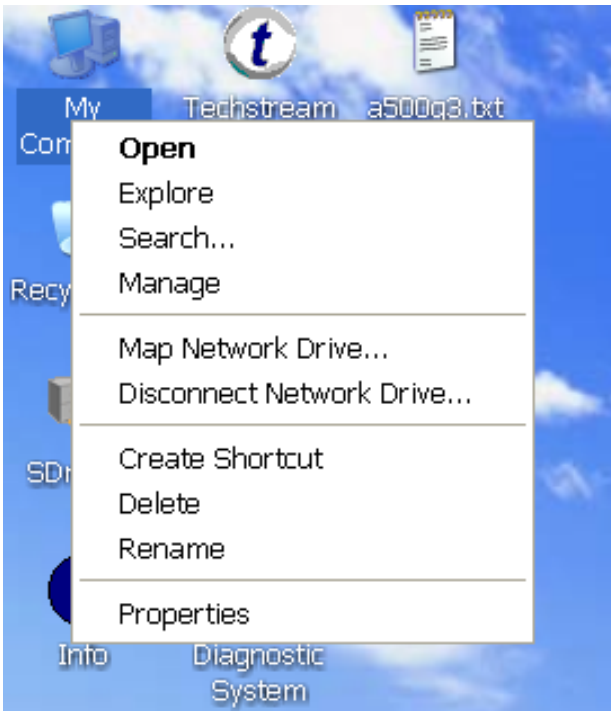 t
My
Techstream
a500g3.txt
Com
Open
Explore
Search...
Manage
Recy
Map Network Drive...
Disconnect Network Drive...
Create Shortcut
Delete
Rename
Properties
Info
Diagnostic
System